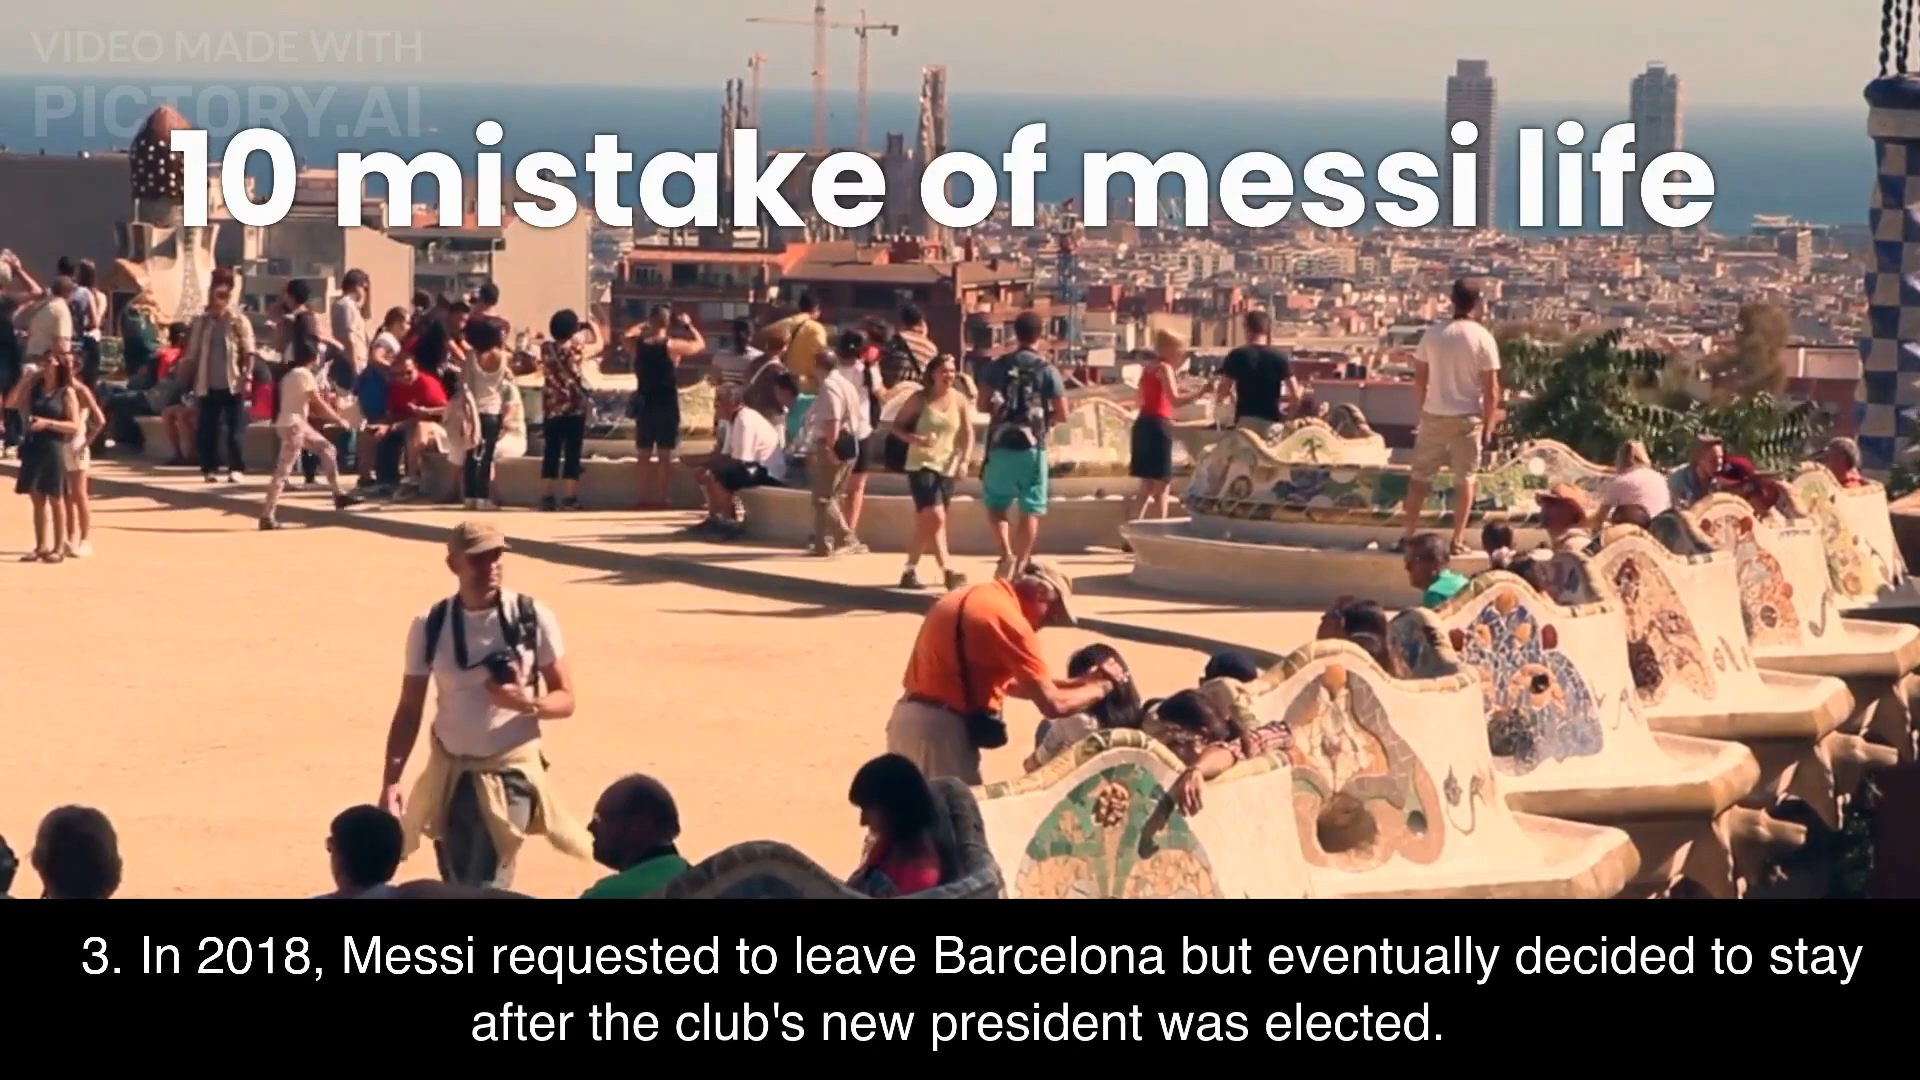 VIDEO MADE WITH
PICTORY.AI
10 mistake of messi life
3. In 2018, Messi requested to leave Barcelona but eventually decided to stay
after the club's new president was elected.